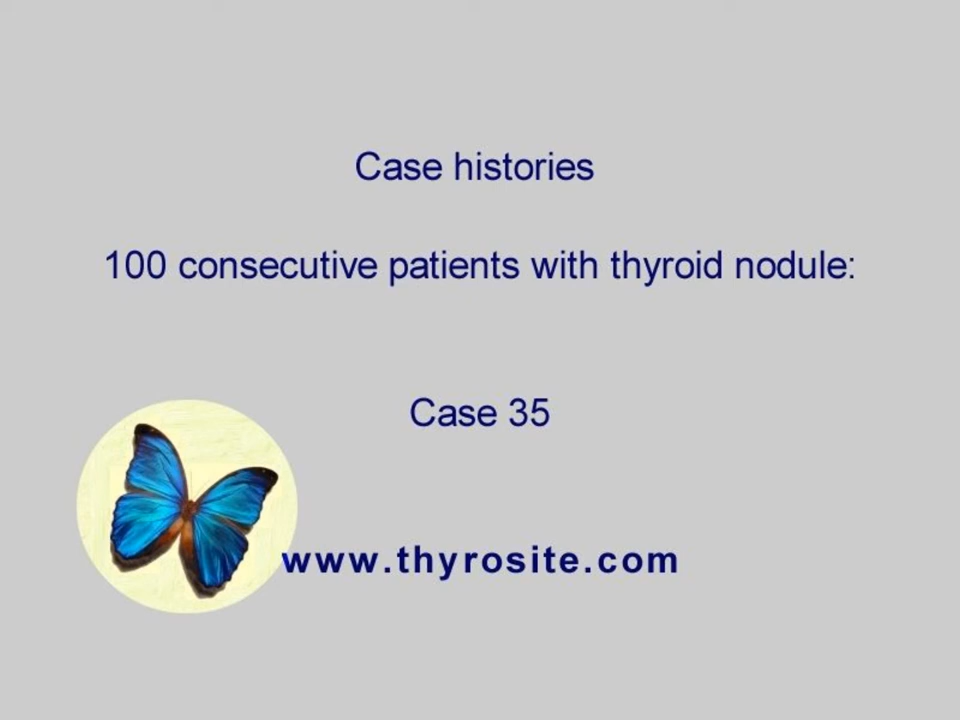 Case histories
100 consecutive patients with thyroid nodule:
Case 35
www.thyrosite.com